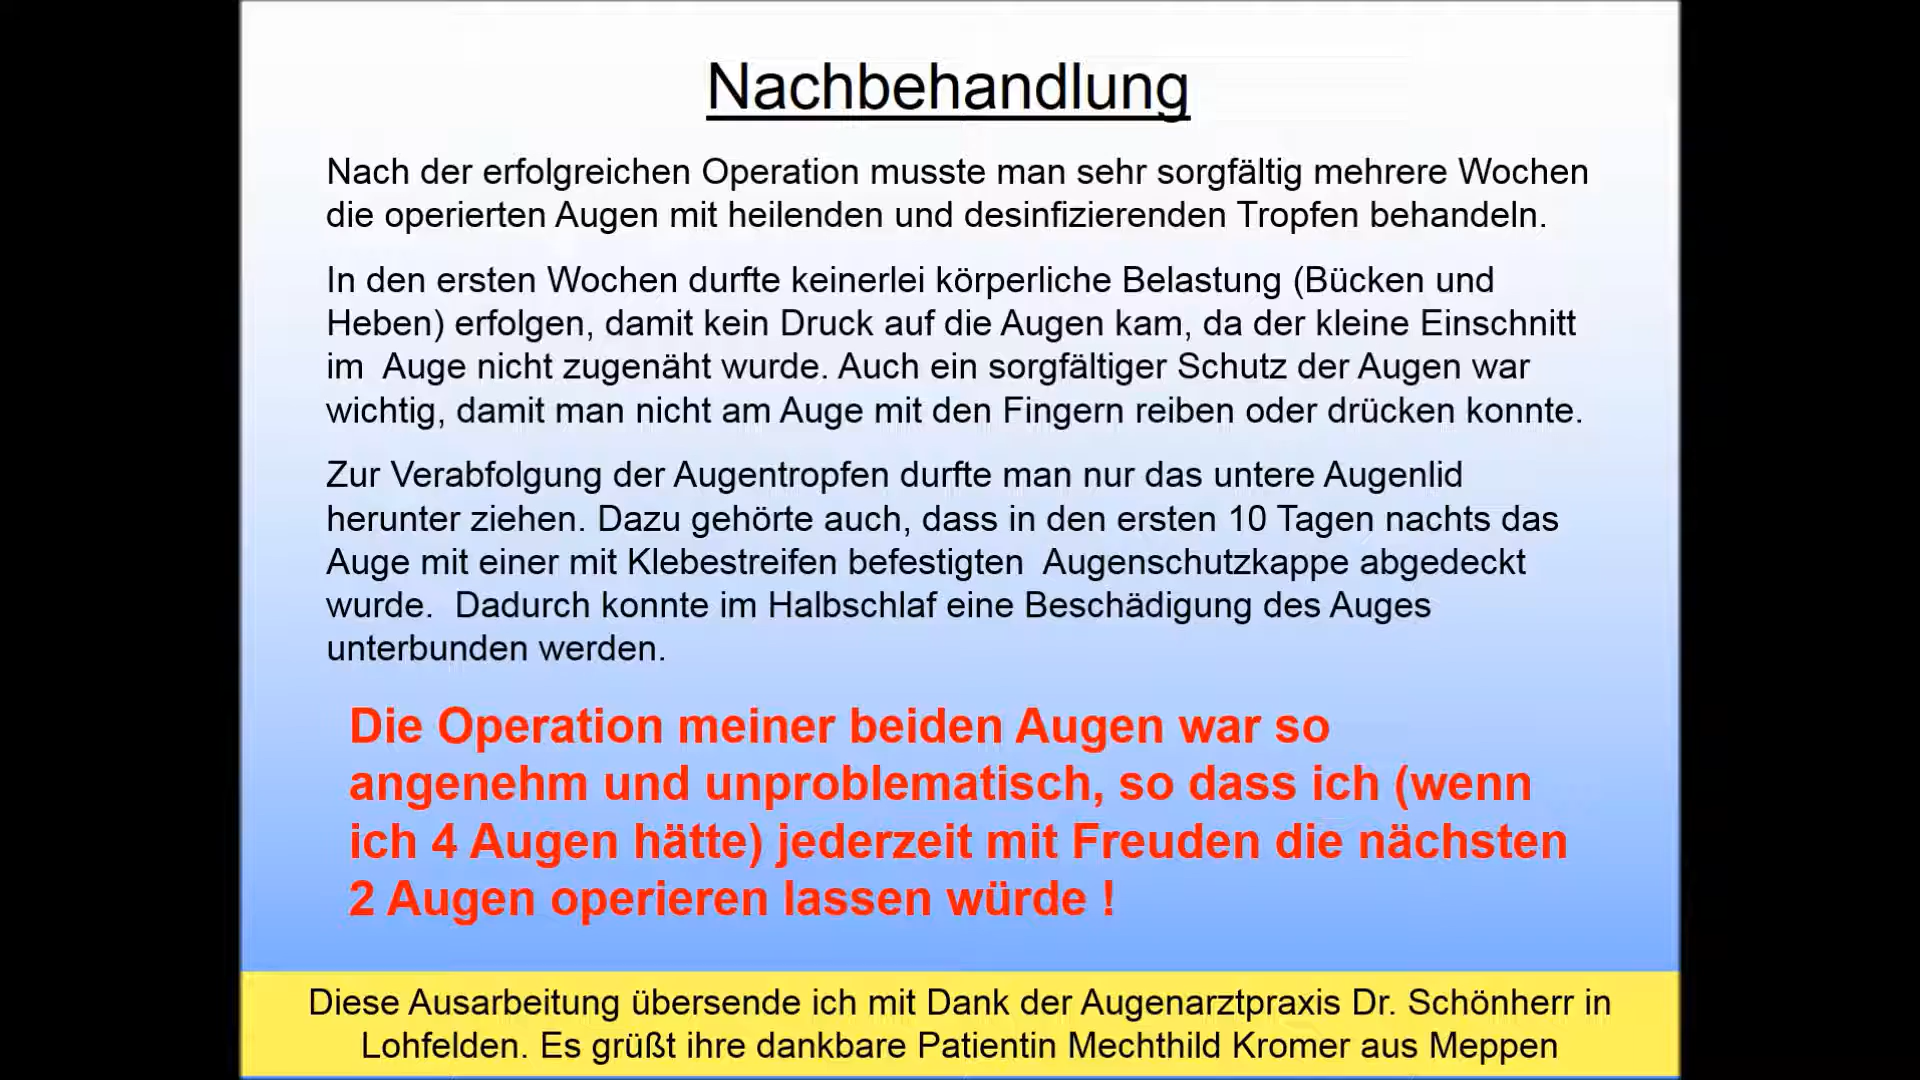 Nachbehandlung
Nach der erfolgreichen Operation musste man sehr sorgfältig mehrere Wochen
die operierten Augen mit heilenden und desinfizierenden Tropfen behandeln.
In den ersten Wochen durfte keinerlei körperliche Belastung (Bücken und
Heben) erfolgen, damit kein Druck auf die Augen kam, da der kleine Einschnitt
im  Auge nicht zugenäht wurde. Auch ein sorgfältiger Schutz der Augen war
wichtig, damit man nicht am Auge mit den Fingern reiben oder drücken konnte.
Zur Verabfolgung der Augentropfen durfte man nur das untere Augenlid
herunter ziehen. Dazu gehörte auch, dass in den ersten 10 Tagen nachts das
Auge mit einer mit Klebestreifen befestigten  Augenschutzkappe abgedeckt
wurde.  Dadurch konnte im Halbschlaf eine Beschädigung des Auges
unterbunden werden.
Die Operation meiner beiden Augen war so
angenehm und unproblematisch, so dass ich (wenn
ich 4 Augen hätte) jederzeit mit Freuden die nächsten
2 Augen operieren lassen würde !
Diese Ausarbeitung übersende ich mit Dank der Augenarztpraxis Dr. Schönherr in
Lohfelden. Es grüßt ihre dankbare Patientin Mechthild Kromer aus Meppen